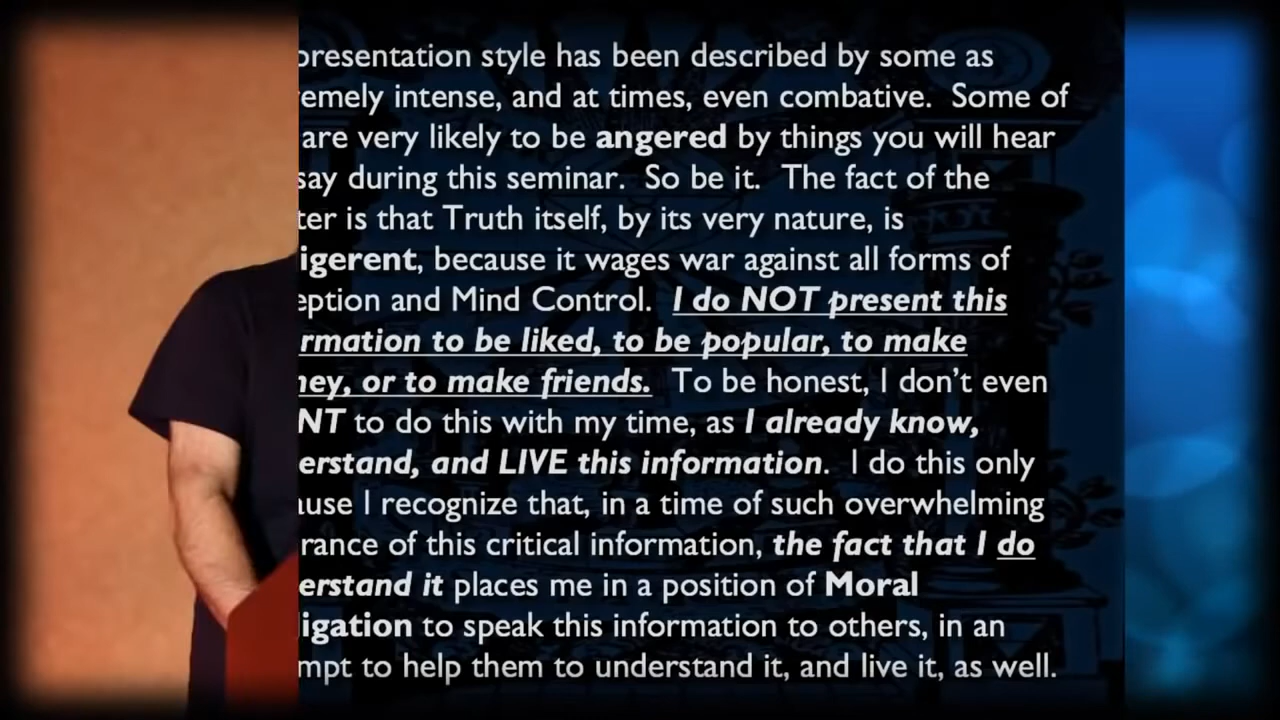 presentation style has been described by some as
emely intense, and at times, even combative. Some of
are very likely to be angered by things you will hear
say during this seminar. So be it. The fact of the
ter is that Truth itself, by its very nature, is
igerent, because it wages war against all forms of
eption and Mind Control. I do NOT present this
rmation to be liked, to be popular, to make
ney, or to make friends. To be honest, I don't even
NT to do this with my time, as I already know,
erstand, and LIVE this information. I do this only
ause I recognize that, in a time of such overwhelming
rance of this critical information, the fact that I do
erstand it places me in a position of Moral
igation to speak this information to others, in an
mpt to help them to understand it, and live it, as well.